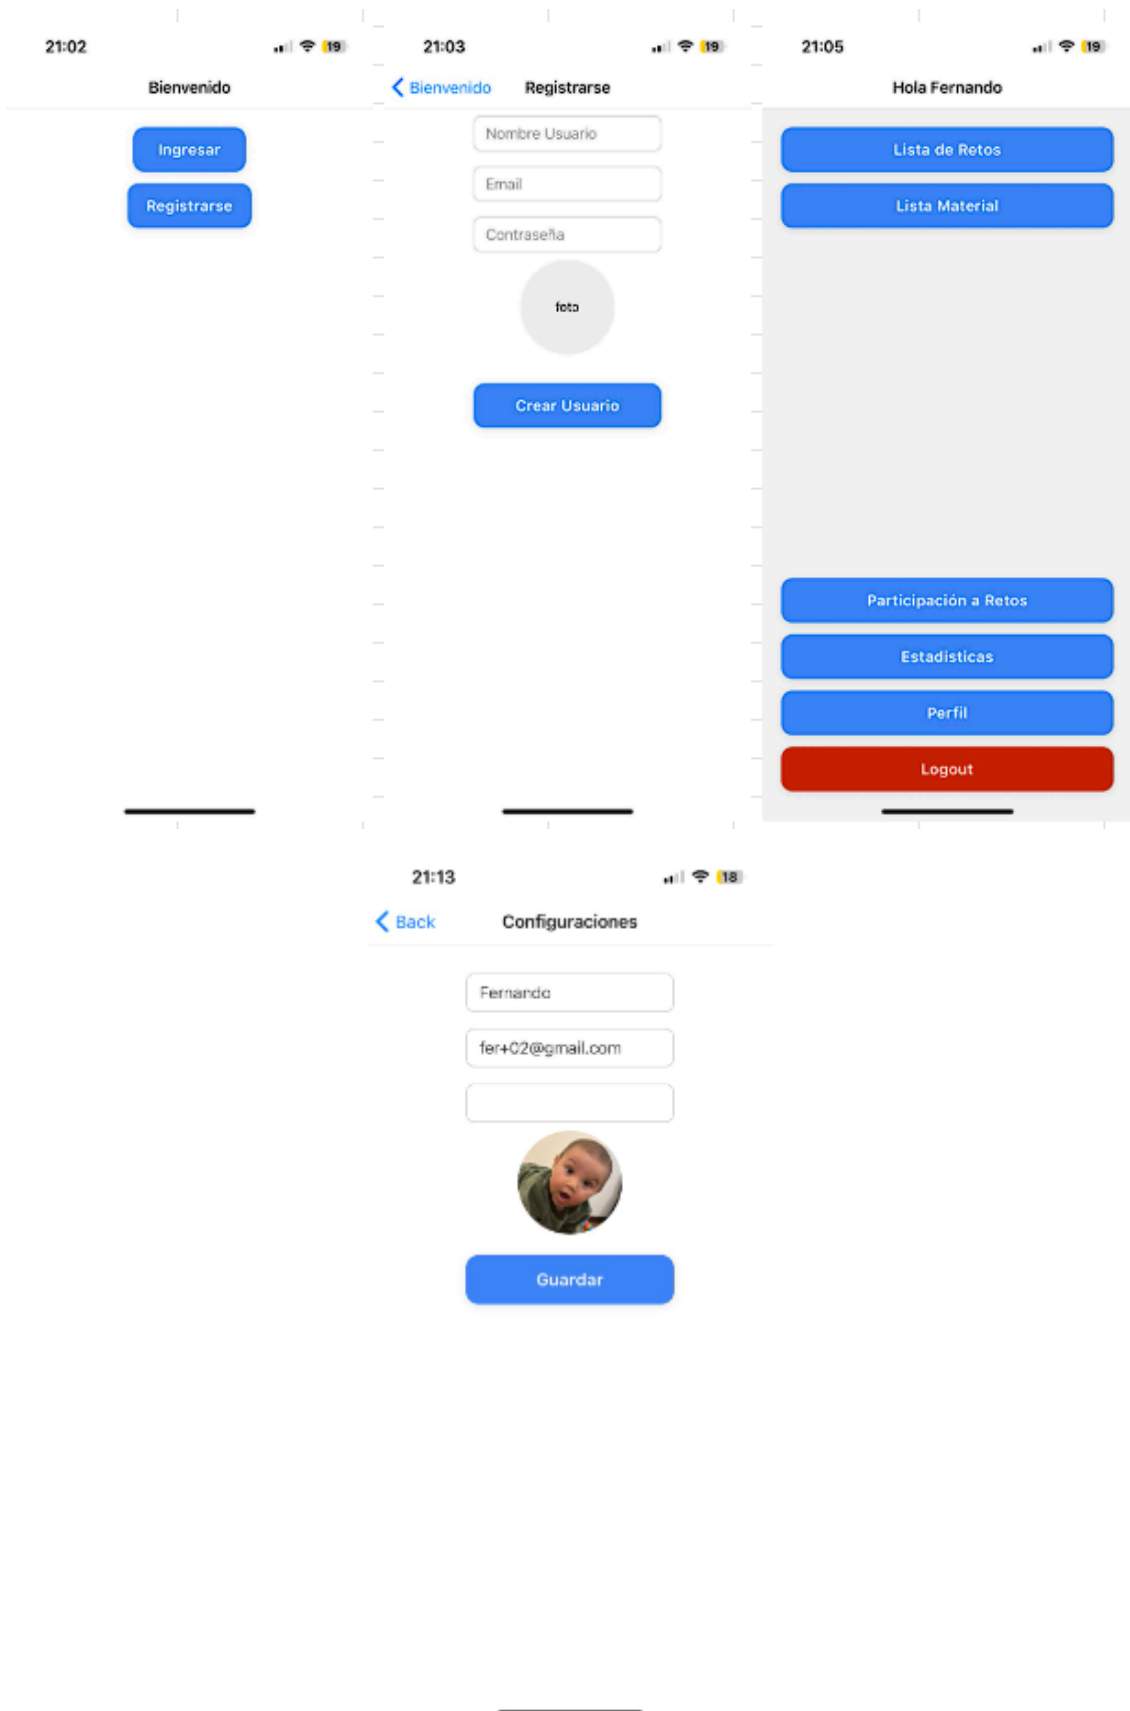 21:02
19
Bienvenido
Ingresar
Registrarse
21:03
19
Bienvenido
Registrarse
Nombre Usuario
Email
Contraseña
foto
Crear Usuario
21:05
19
Hola Fernando
Lista de Retos
Lista Material
Participación a Retos
Estadisticas
Perfil
Logout
21:13
18
Back
Configuraciones
Fernando
fer+02@gmail.com
Guardar